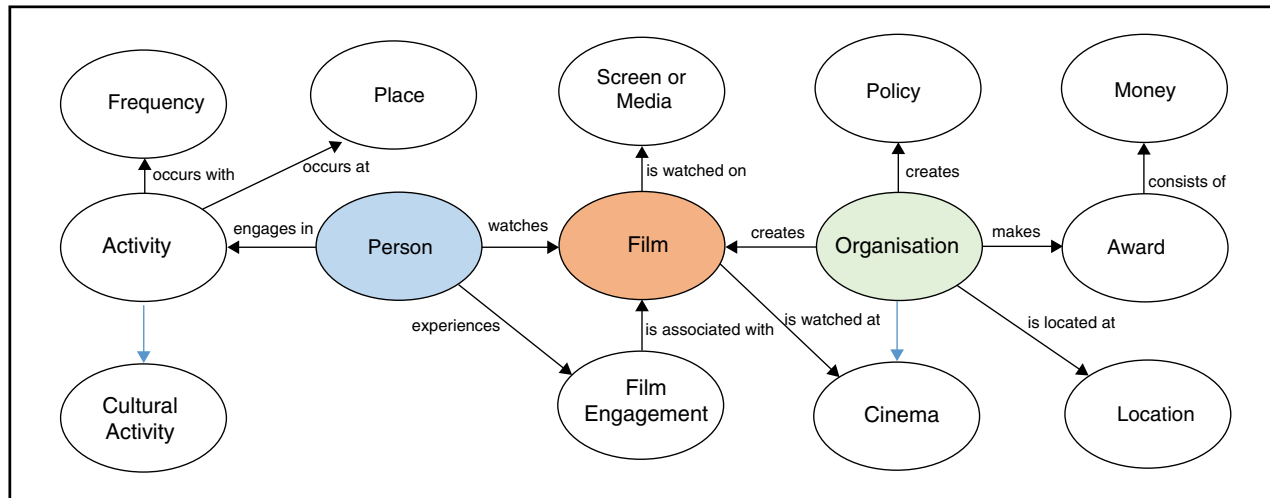 Frequency
Place
Screen or
Media
Policy
Money
occurs with
occurs at
is watched on
creates
consists of
Activity
engages in
Person
watches
Film
creates
Organisation
makes
Award
experiences
is associated with
is watched at
is located at
Cultural
Activity
Film
Engagement
Cinema
Location